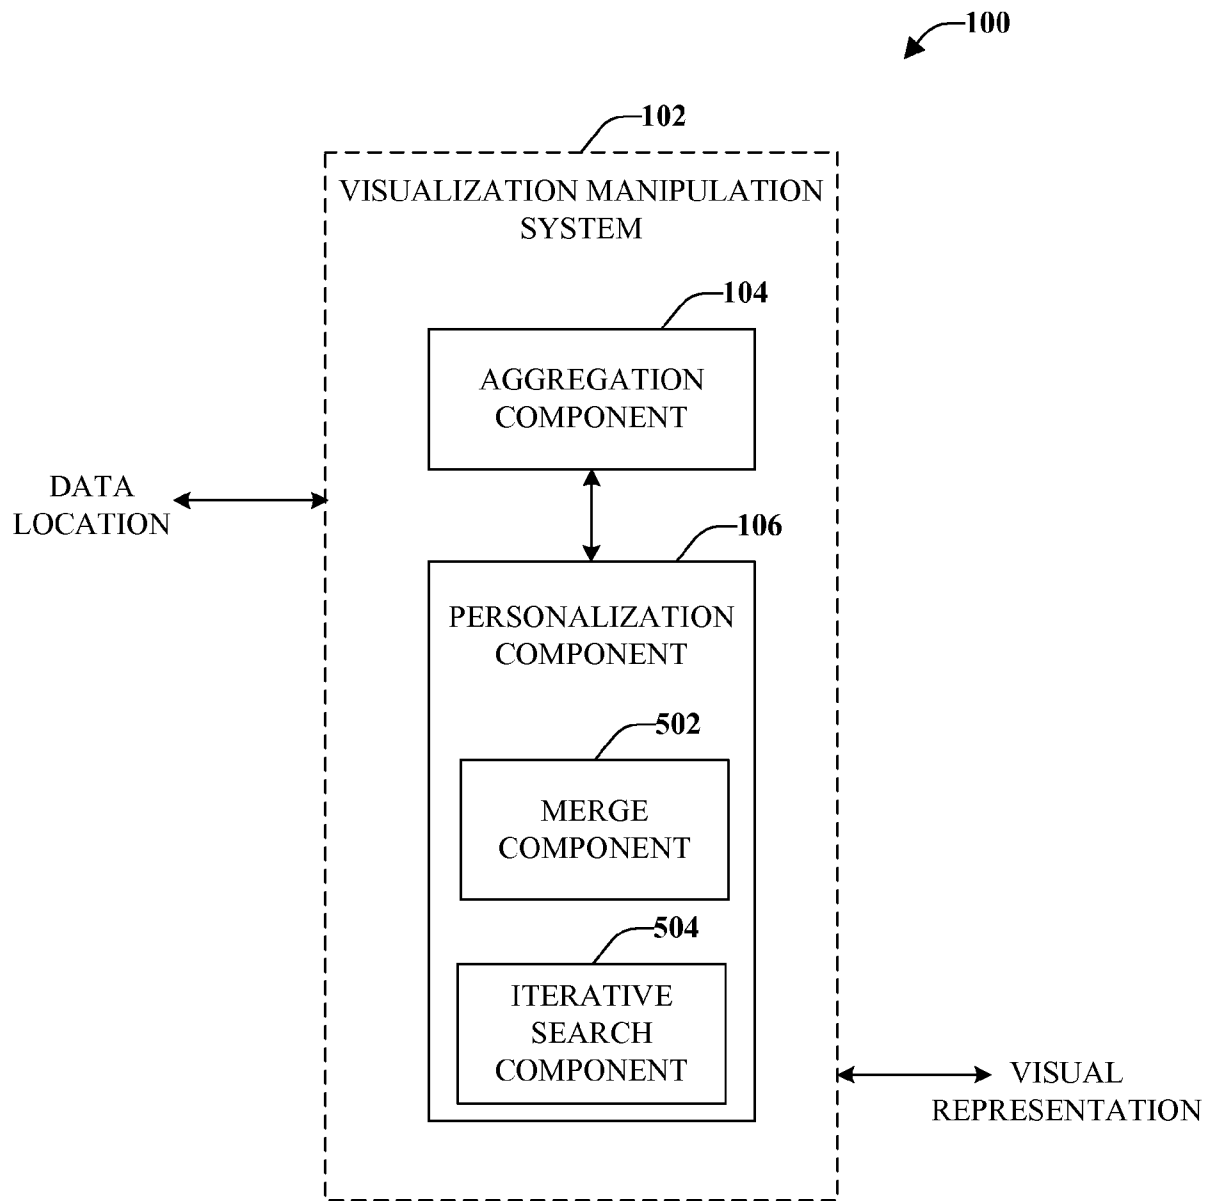 100
102
VISUALIZATION MANIPULATION
SYSTEM
104
AGGREGATION
COMPONENT
DATA
LOCATION
106
PERSONALIZATION
COMPONENT
502
MERGE
COMPONENT
504
ITERATIVE
SEARCH
COMPONENT
VISUAL
REPRESENTATION